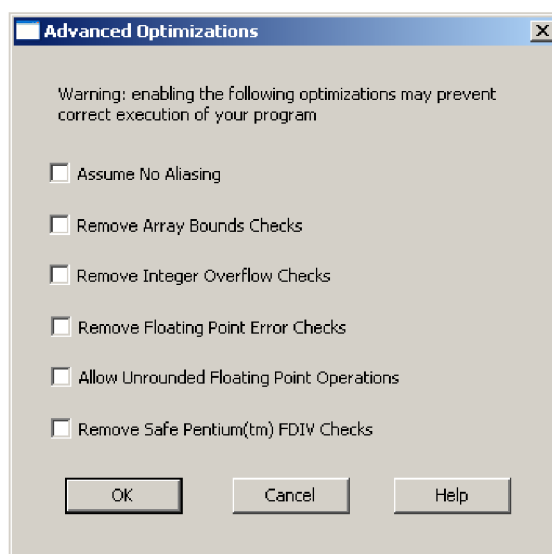 Advanced Optimizations
Warning: enabling the following optimizations may prevent
correct execution of your program
Assume No Aliasing
Remove Array Bounds Checks
Remove Integer Overflow Checks
Remove Floating Point Error Checks
Allow Unrounded Floating Point Operations
Remove Safe Pentium(tm) FDIV Checks
OK Cancel Help